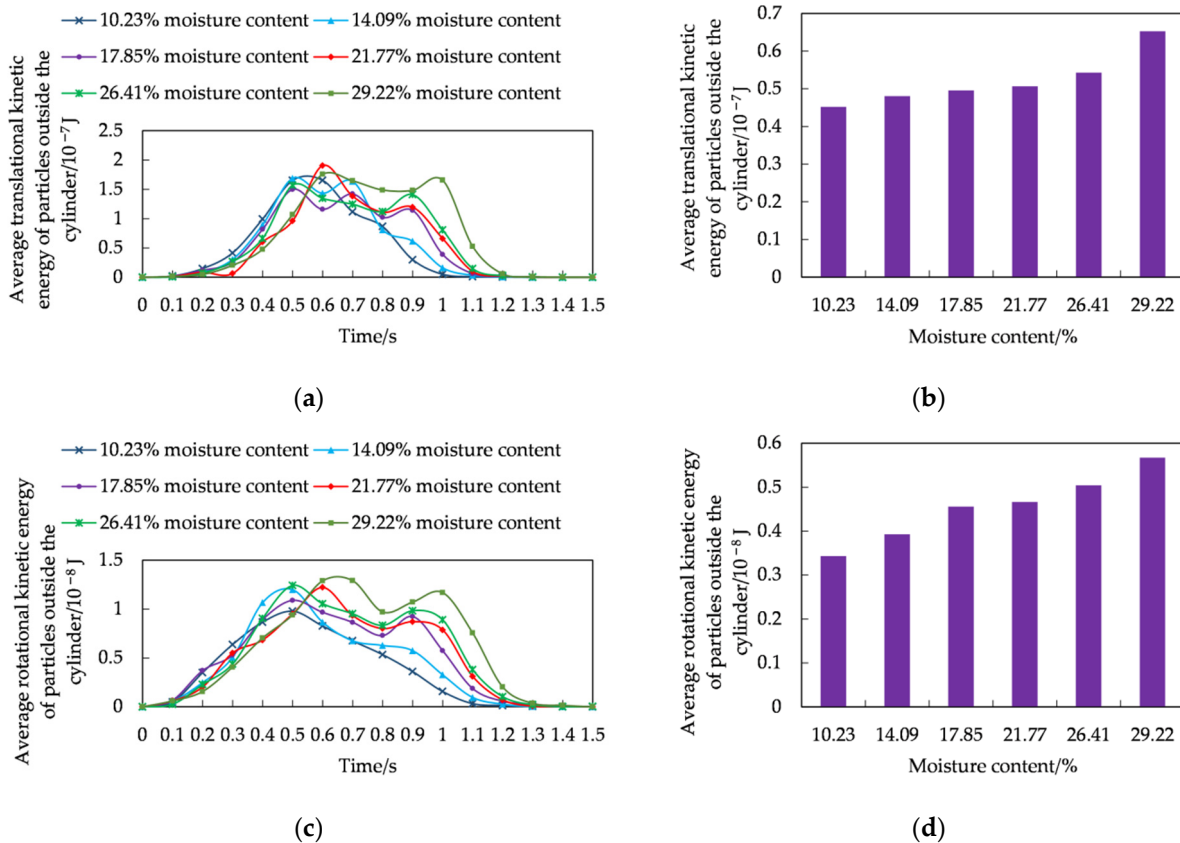 10.23% moisture content 14.09% moisture content
17.85% moisture content 21.77% moisture content
26.41% moisture content 29.22% moisture content
Average translational kinetic
energy of particles outside the
cylinder/10⁻⁷ J
2.5
2
1.5
1
0.5
0
0 0.1 0.2 0.3 0.4 0.5 0.6 0.7 0.8 0.9 1 1.1 1.2 1.3 1.4 1.5
Time/s
(a)
Average translational kinetic
energy of particles outside the
cylinder/10⁻⁷ J
0.7
0.6
0.5
0.4
0.3
0.2
0.1
0
10.23 14.09 17.85 21.77 26.41 29.22
Moisture content/%
(b)
10.23% moisture content 14.09% moisture content
17.85% moisture content 21.77% moisture content
26.41% moisture content 29.22% moisture content
Average rotational kinetic energy
of particles outside the
cylinder/10⁻⁸ J
1.5
1
0.5
0
0 0.1 0.2 0.3 0.4 0.5 0.6 0.7 0.8 0.9 1 1.1 1.2 1.3 1.4 1.5
Time/s
(c)
Average rotational kinetic energy
of particles outside the
cylinder/10⁻⁸ J
0.6
0.5
0.4
0.3
0.2
0.1
0
10.23 14.09 17.85 21.77 26.41 29.22
Moisture content/%
(d)